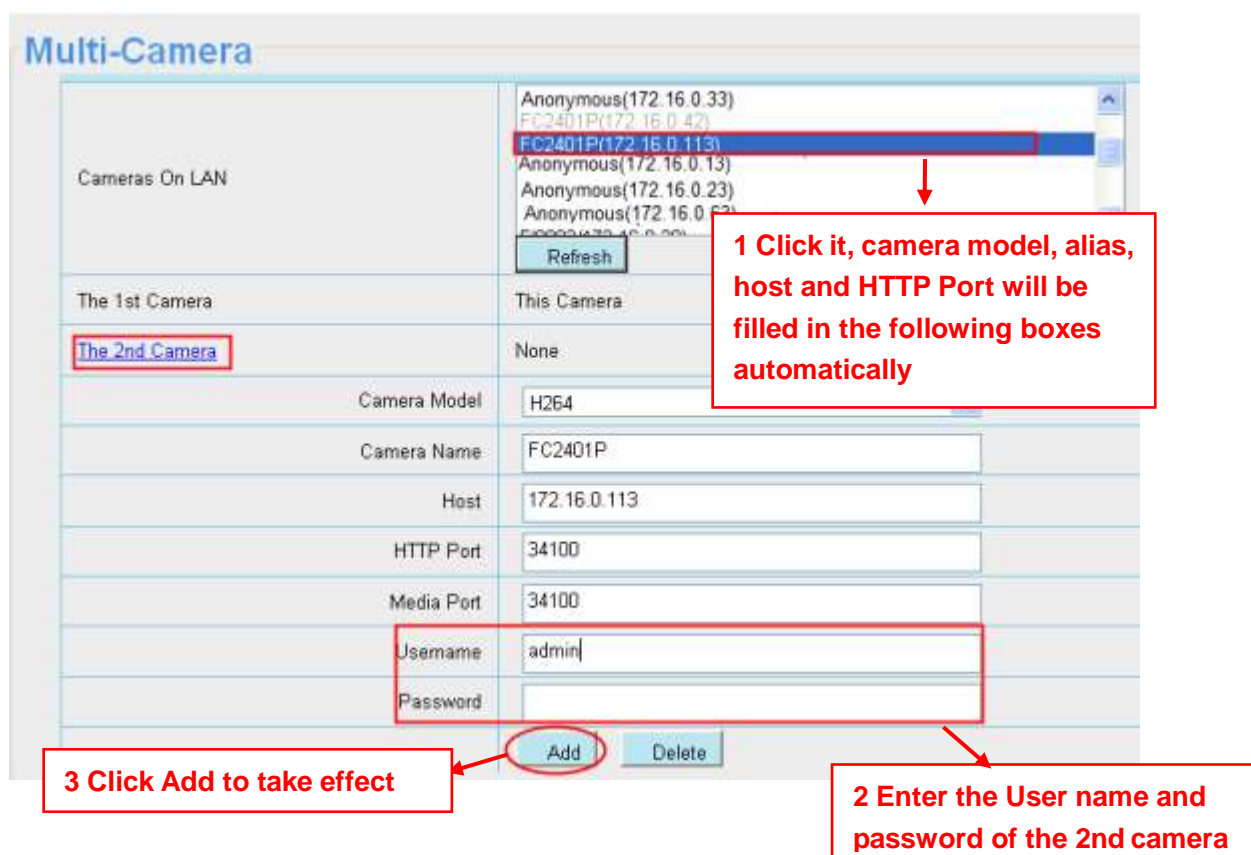 Multi-Camera
Cameras On LAN
Anonymous(172.16.0.33)
FC2401P(172.16.0.42)
FC2401P(172.16.0.113)
Anonymous(172.16.0.13)
Anonymous(172.16.0.23)
Anonymous(172.16.0.63)
Refresh
1 Click it, camera model, alias,
host and HTTP Port will be
filled in the following boxes
automatically
The 1st Camera This Camera
The 2nd Camera None
Camera Model H264
Camera Name FC2401P
Host 172.16.0.113
HTTP Port 34100
Media Port 34100
Username admin
Password
Add Delete
3 Click Add to take effect
2 Enter the User name and
password of the 2nd camera